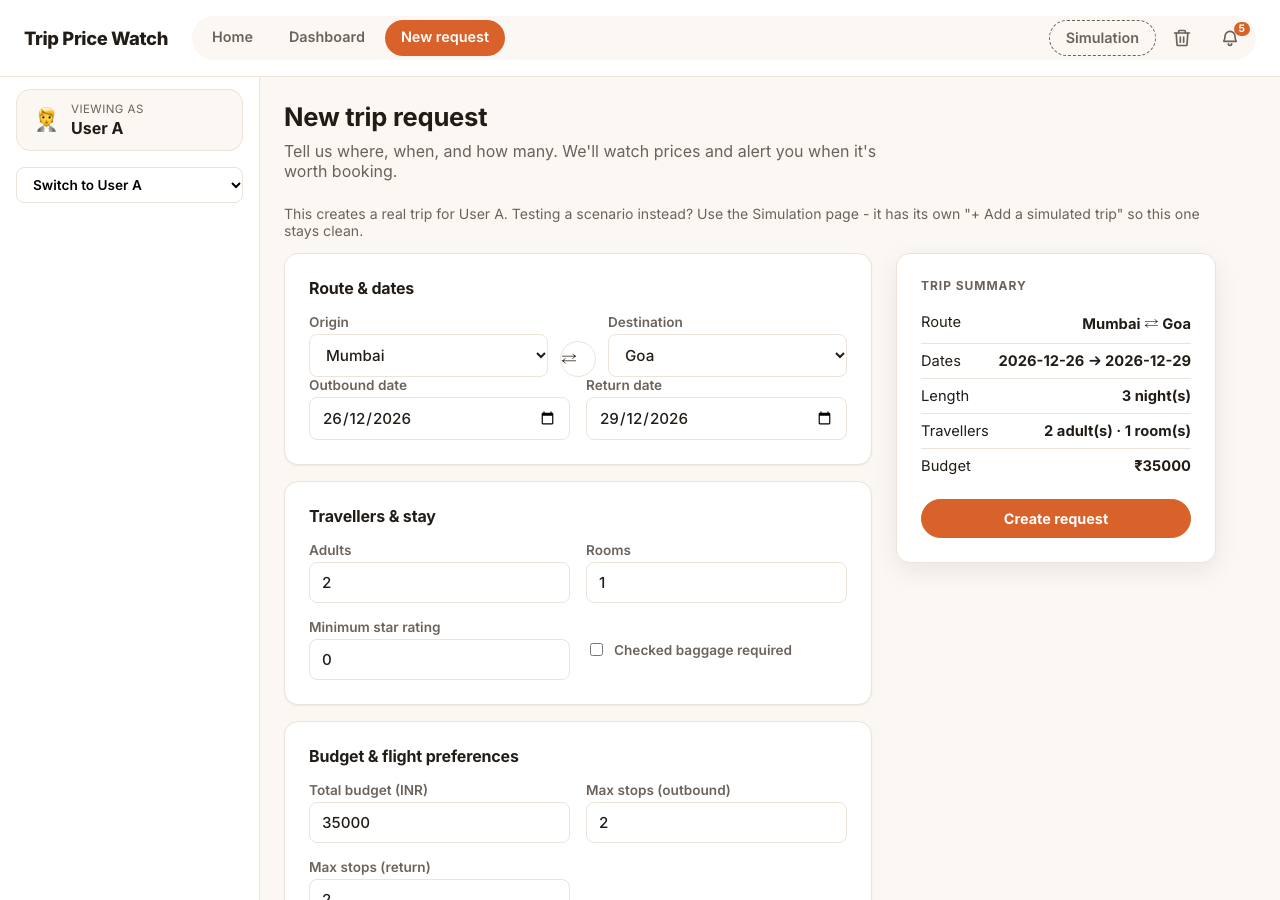 Trip Price Watch
Home
Dashboard
New request
Simulation
5
VIEWING AS
User A
Switch to User A
New trip request
Tell us where, when, and how many. We'll watch prices and alert you when it's
worth booking.
This creates a real trip for User A. Testing a scenario instead? Use the Simulation page - it has its own "+ Add a simulated trip" so this one
stays clean.
Route & dates
Origin
Destination
Mumbai
⇄
Goa
Outbound date
Return date
26/12/2026
29/12/2026
Travellers & stay
Adults
Rooms
2
1
Minimum star rating
0
Checked baggage required
Budget & flight preferences
Total budget (INR)
Max stops (outbound)
35000
2
Max stops (return)
2
TRIP SUMMARY
Route
Mumbai ⇄ Goa
Dates
2026-12-26 → 2026-12-29
Length
3 night(s)
Travellers
2 adult(s) · 1 room(s)
Budget
₹35000
Create request